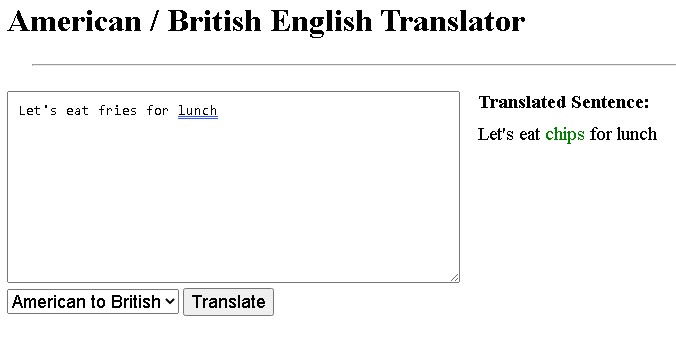 American / British English Translator
Let's eat fries for lunch
Translated Sentence:
Let's eat chips for lunch
American to British
Translate